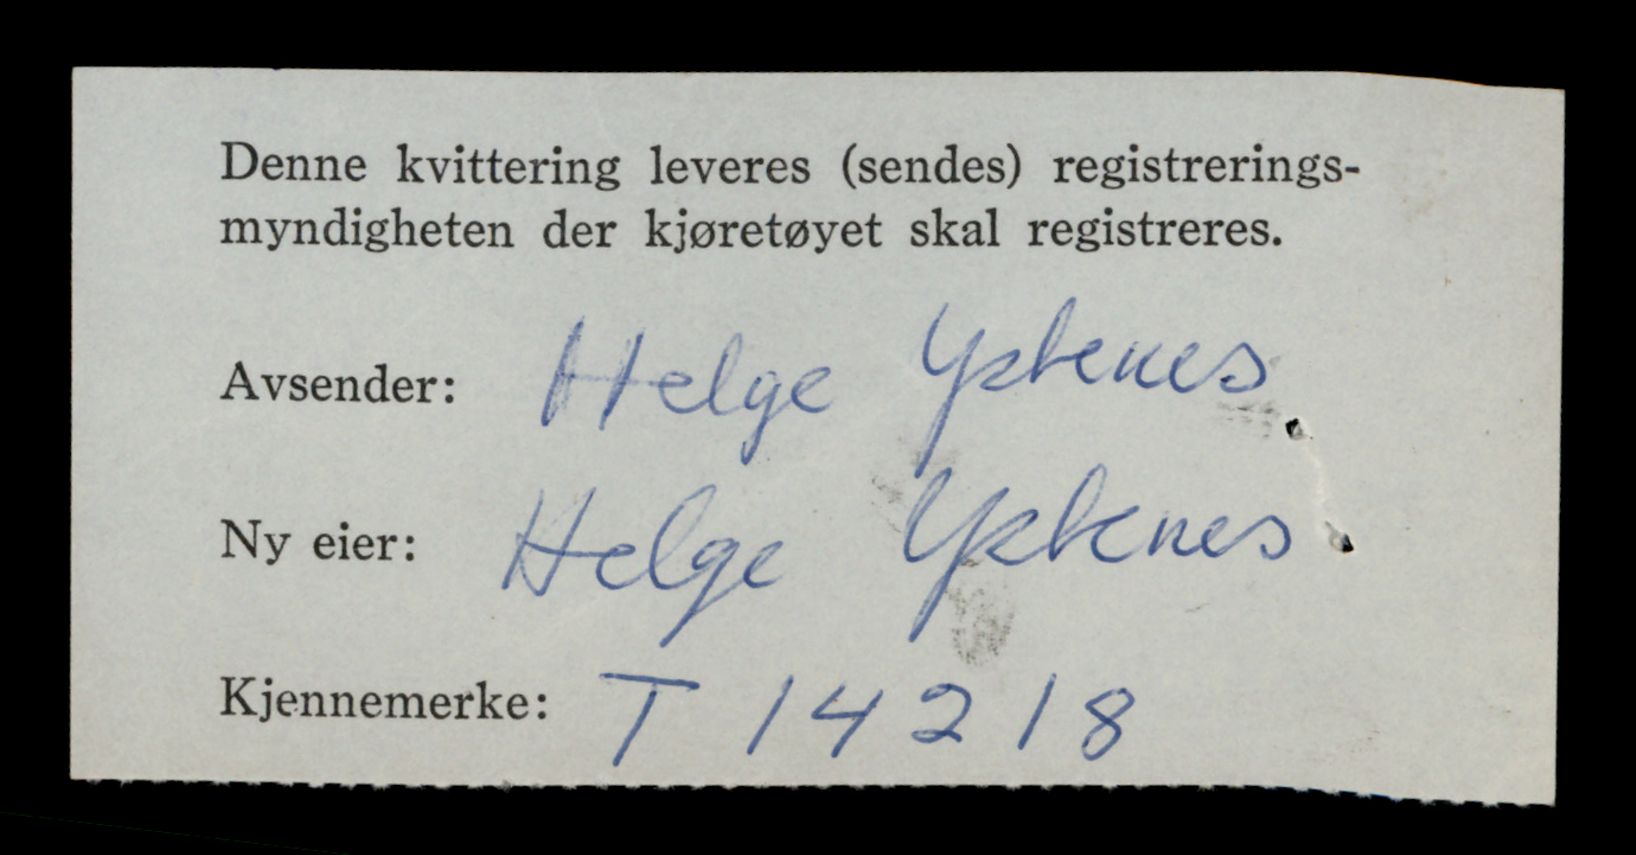 Denne kvittering leveres (sendes) registrerings-
myndigheten der kjøretøyet skal registreres.
Avsender: Helge Ystenes
Ny eier: Helge Ystenes
Kjennemerke: T 14218